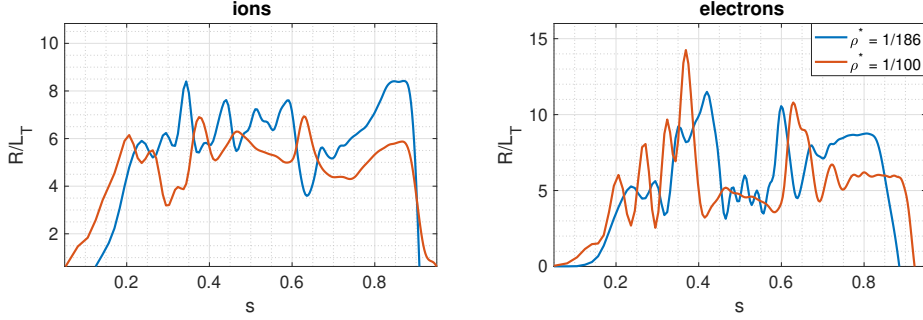 ions
10
8
6
4
2
R/L_T
0.2 0.4 0.6 0.8
s
electrons
15
10
5
0
R/L_T
0.2 0.4 0.6 0.8
s
ρ* = 1/186
ρ* = 1/100